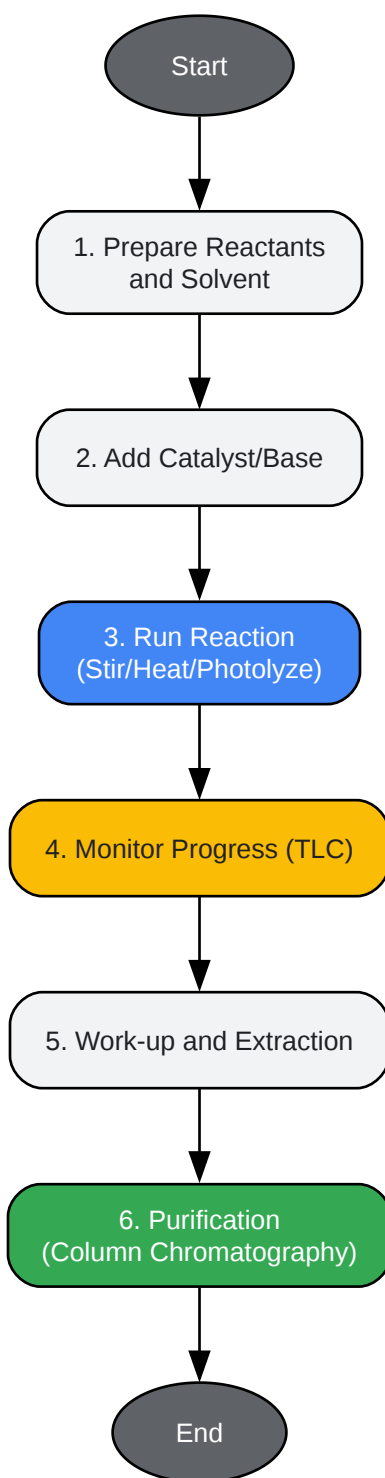 Start
1. Prepare Reactants
and Solvent
2. Add Catalyst/Base
3. Run Reaction
(Stir/Heat/Photolyze)
4. Monitor Progress (TLC)
5. Work-up and Extraction
6. Purification
(Column Chromatography)
End